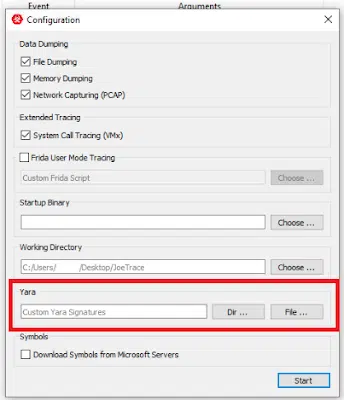 Event Arguments
Configuration
Data Dumping
File Dumping
Memory Dumping
Network Capturing (PCAP)
Extended Tracing
System Call Tracing (VMx)
Frida User Mode Tracing
Custom Frida Script Choose ...
Startup Binary
Choose ...
Working Directory
C:/Users/ /Desktop/JoeTrace Choose ...
Yara
Custom Yara Signatures Dir ... File ...
Symbols
Download Symbols from Microsoft Servers
Start